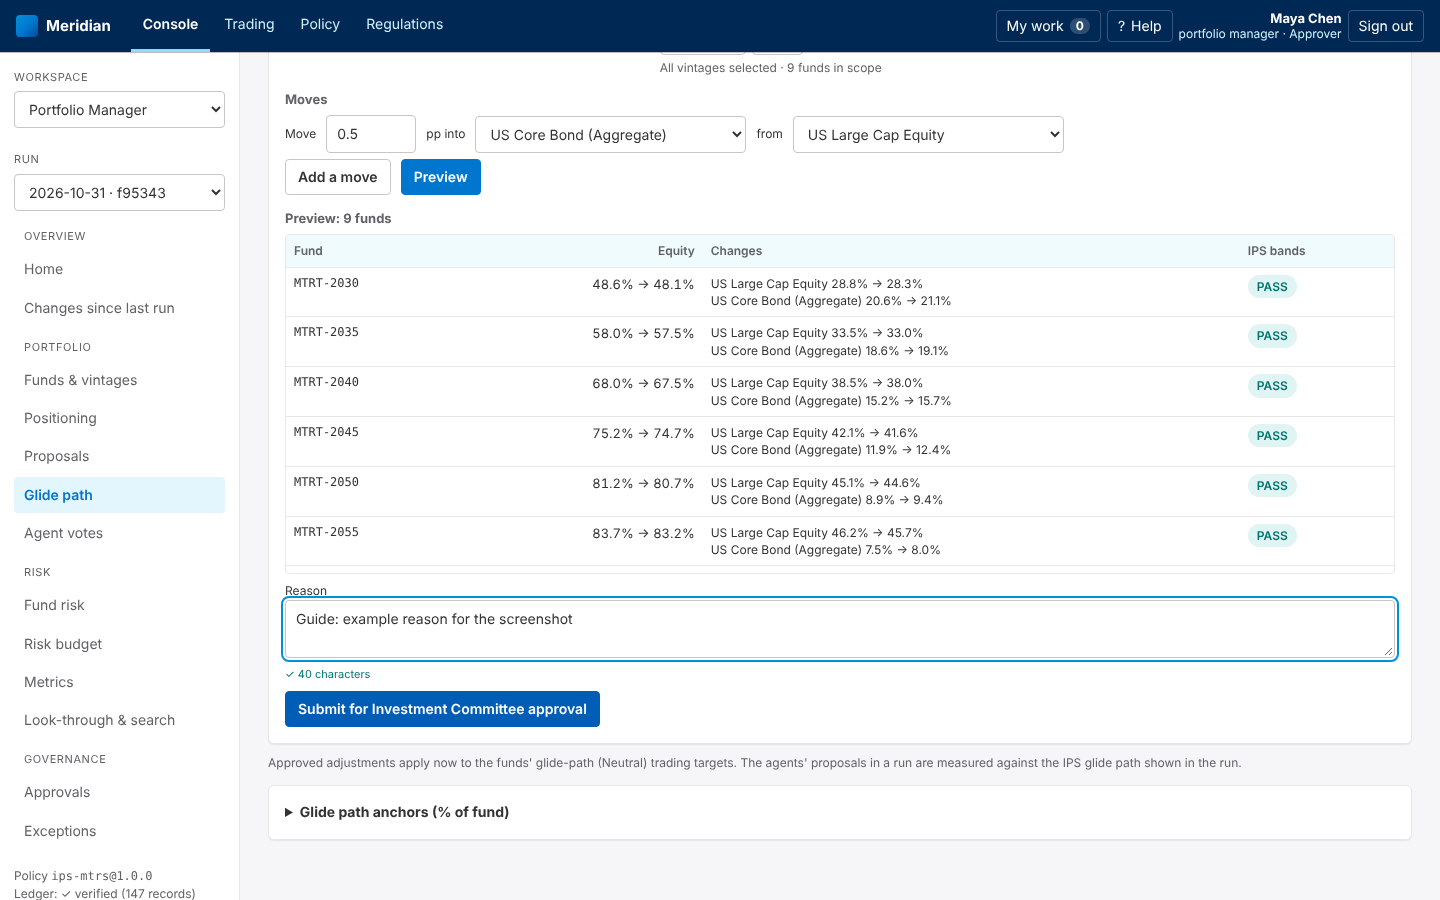 Meridian
Console
Trading
Policy
Regulations
My work 0
? Help
Maya Chen
portfolio manager · Approver
Sign out
WORKSPACE
Portfolio Manager
RUN
2026-10-31 · f95343
OVERVIEW
Home
Changes since last run
PORTFOLIO
Funds & vintages
Positioning
Proposals
Glide path
Agent votes
RISK
Fund risk
Risk budget
Metrics
Look-through & search
GOVERNANCE
Approvals
Exceptions
Policy ips-mtrs@1.0.0
Ledger: ✓ verified (147 records)
All vintages selected · 9 funds in scope
Moves
Move 0.5 pp into US Core Bond (Aggregate) from US Large Cap Equity
Add a move
Preview
Preview: 9 funds
Fund Equity Changes IPS bands
MTRT-2030 48.6% → 48.1% US Large Cap Equity 28.8% → 28.3% PASS
US Core Bond (Aggregate) 20.6% → 21.1%
MTRT-2035 58.0% → 57.5% US Large Cap Equity 33.5% → 33.0% PASS
US Core Bond (Aggregate) 18.6% → 19.1%
MTRT-2040 68.0% → 67.5% US Large Cap Equity 38.5% → 38.0% PASS
US Core Bond (Aggregate) 15.2% → 15.7%
MTRT-2045 75.2% → 74.7% US Large Cap Equity 42.1% → 41.6% PASS
US Core Bond (Aggregate) 11.9% → 12.4%
MTRT-2050 81.2% → 80.7% US Large Cap Equity 45.1% → 44.6% PASS
US Core Bond (Aggregate) 8.9% → 9.4%
MTRT-2055 83.7% → 83.2% US Large Cap Equity 46.2% → 45.7% PASS
US Core Bond (Aggregate) 7.5% → 8.0%
Reason
Guide: example reason for the screenshot
✓ 40 characters
Submit for Investment Committee approval
Approved adjustments apply now to the funds' glide-path (Neutral) trading targets. The agents' proposals in a run are measured against the IPS glide path shown in the run.
Glide path anchors (% of fund)